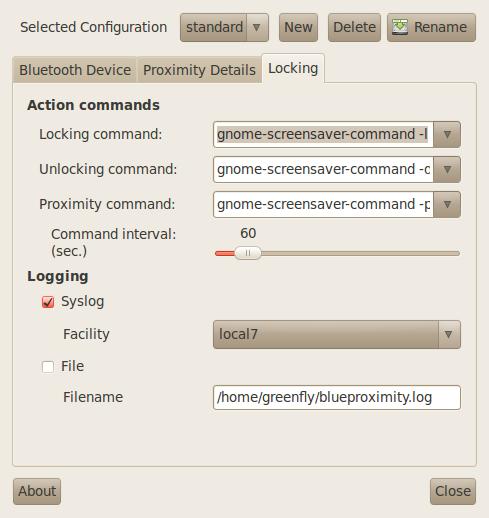 Selected Configuration standard New Delete Rename
Bluetooth Device Proximity Details Locking
Action commands
Locking command: gnome-screensaver-command -l
Unlocking command: gnome-screensaver-command -d
Proximity command: gnome-screensaver-command -p
Command interval: 60
(sec.)
Logging
Syslog
Facility local7
File
Filename /home/greenfly/blueproximity.log
About Close